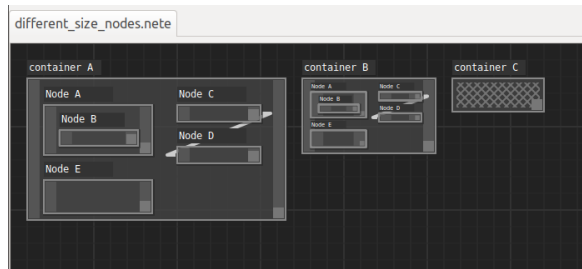 different_size_nodes.nete
container A
container B
container C
Node A
Node C
Node B
Node D
Node E
Node A
Node C
Node B
Node D
Node E